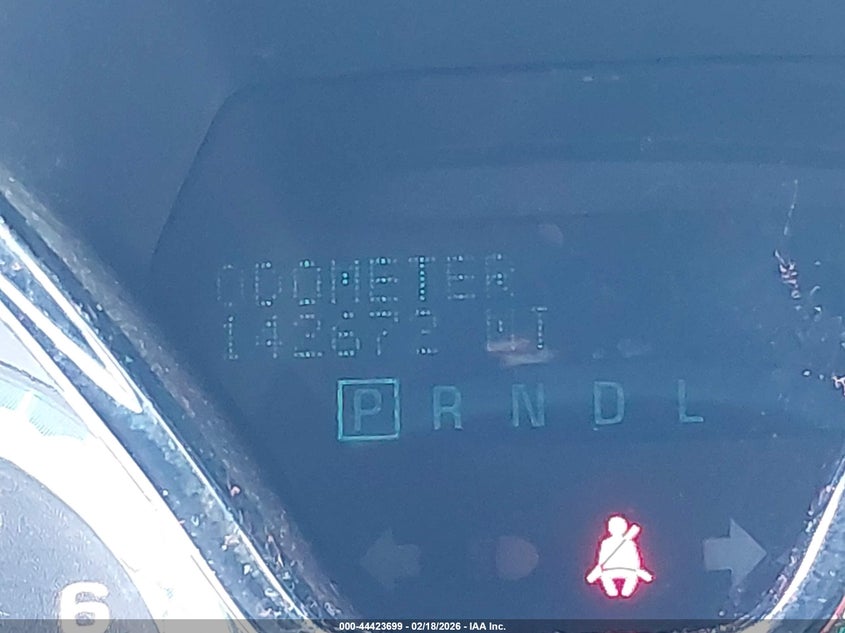 ODOMETER
142672 MI
P R N D L
6
000-44423699 - 02/18/2026 - IAA Inc.